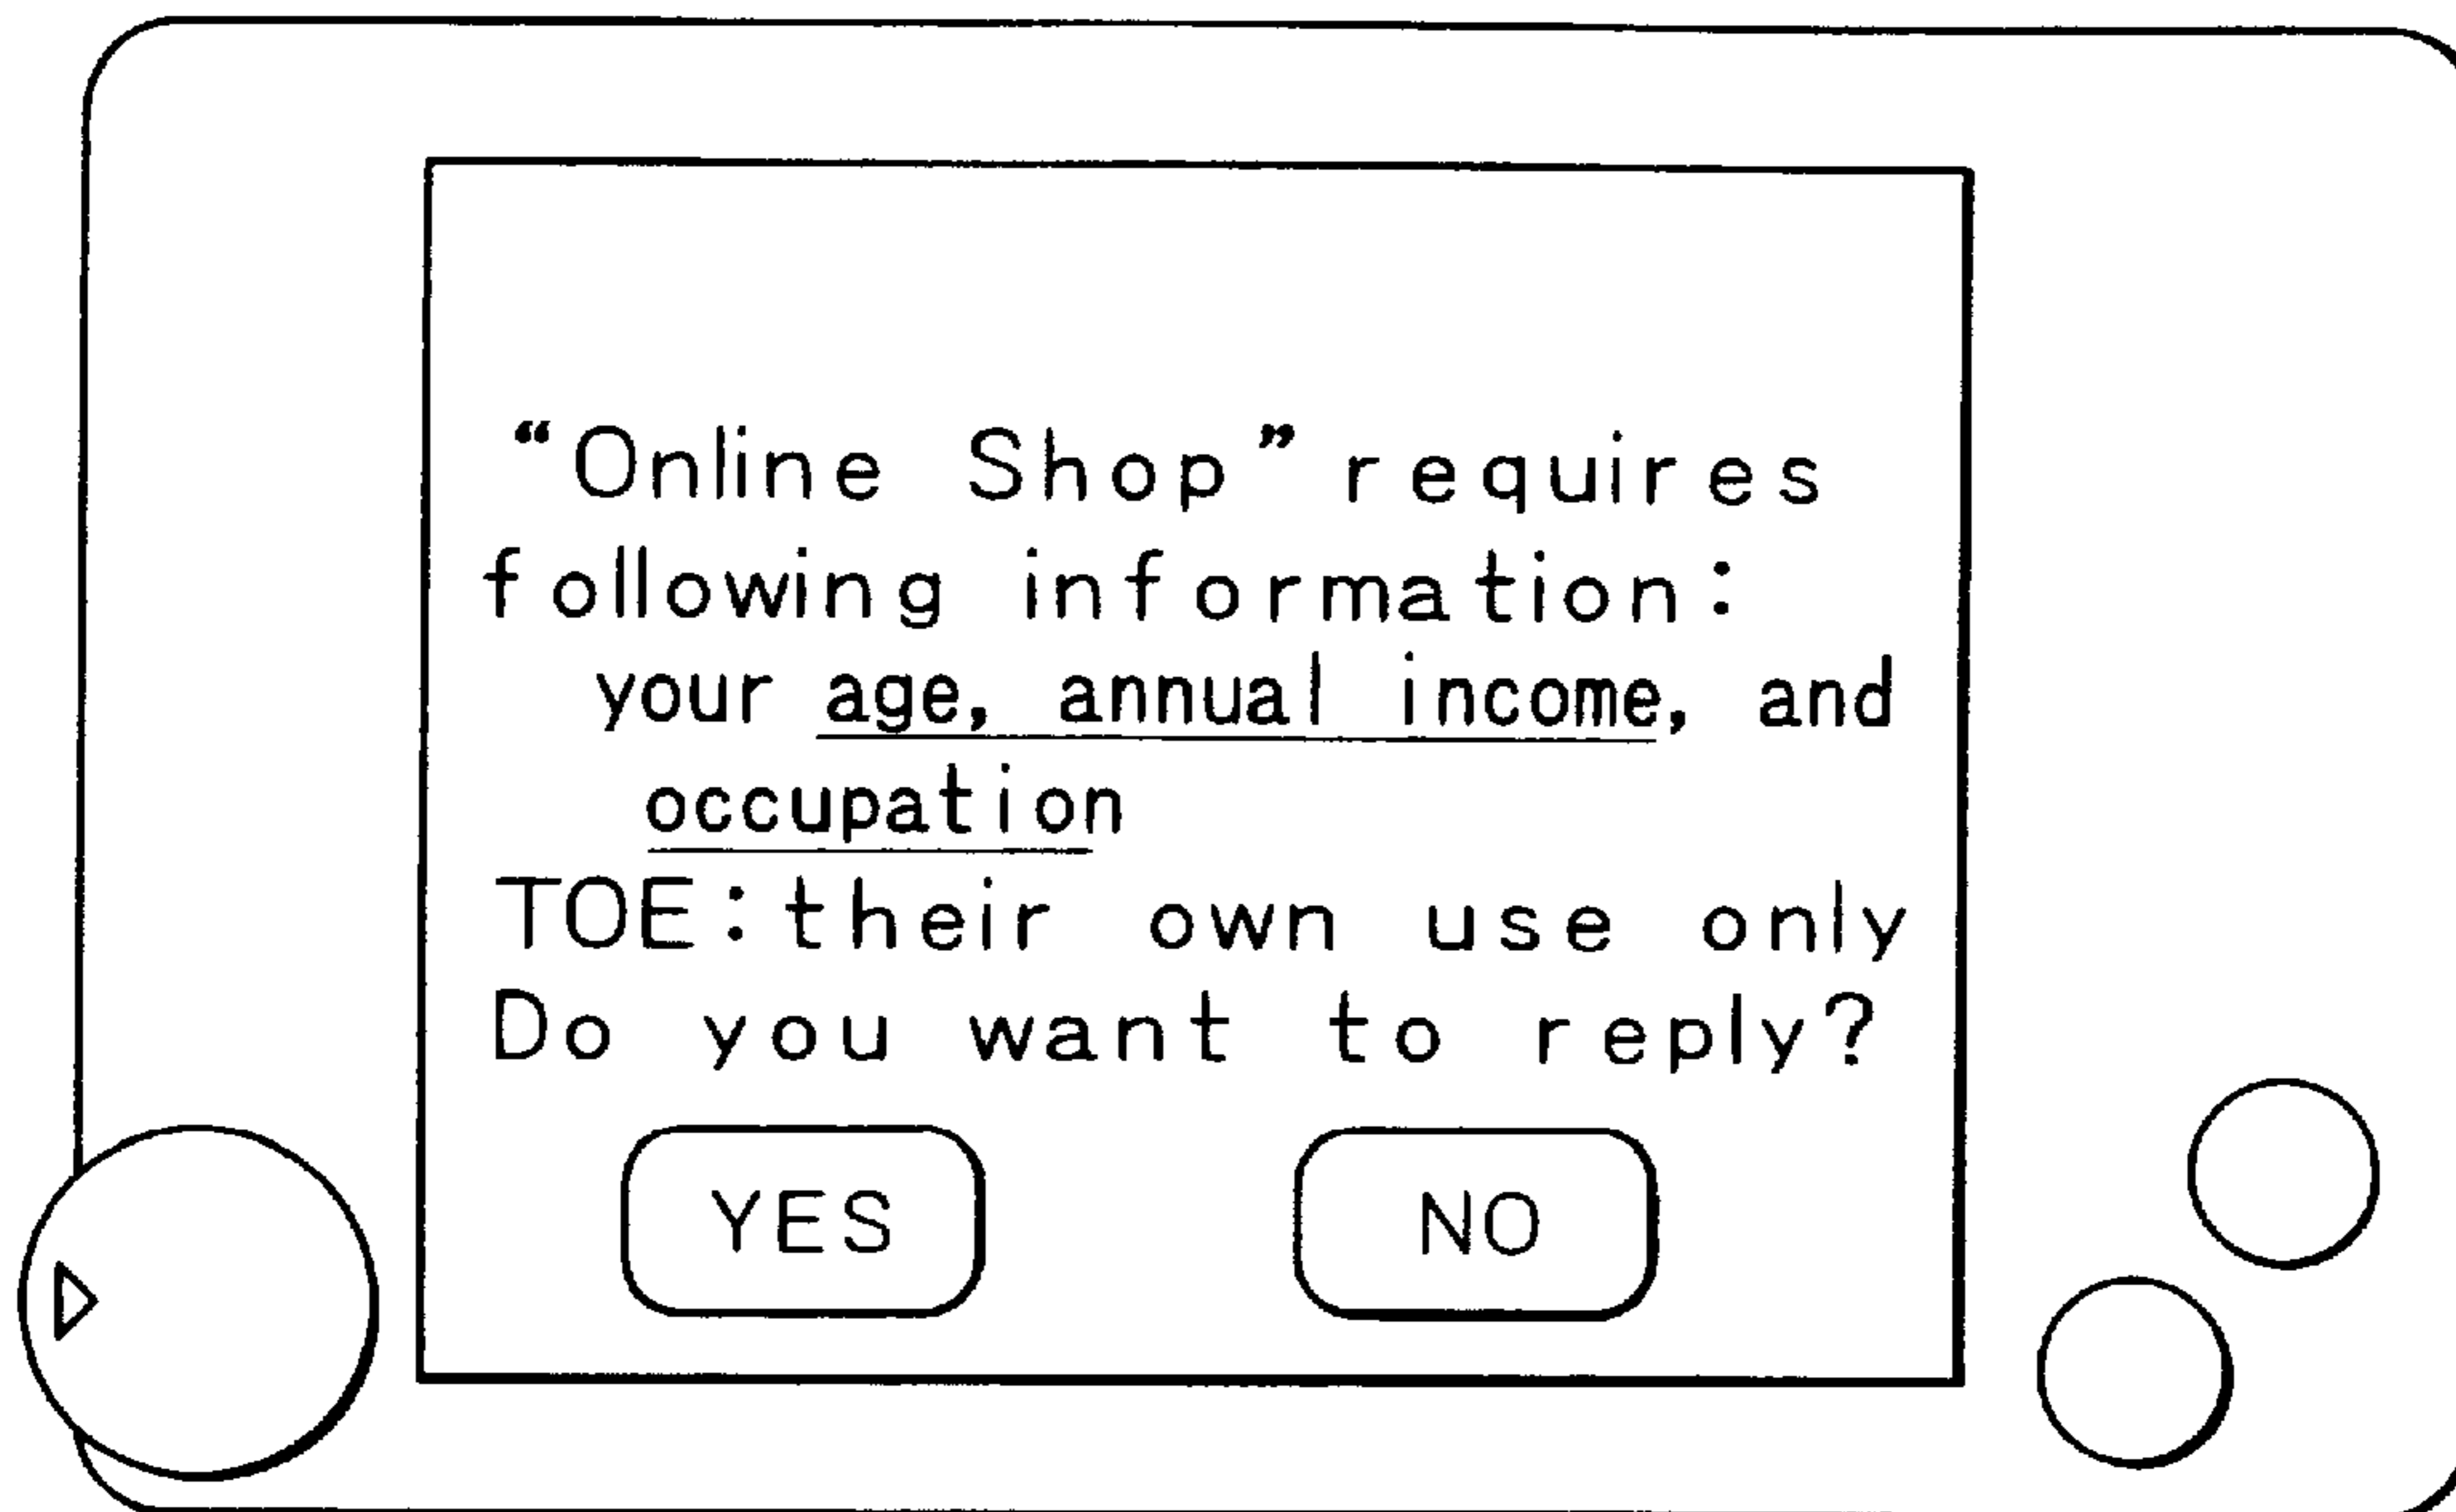 “Online Shop” requires
following information:
your age, annual income, and
occupation
TOE:their own use only
Do you want to reply?
YES NO